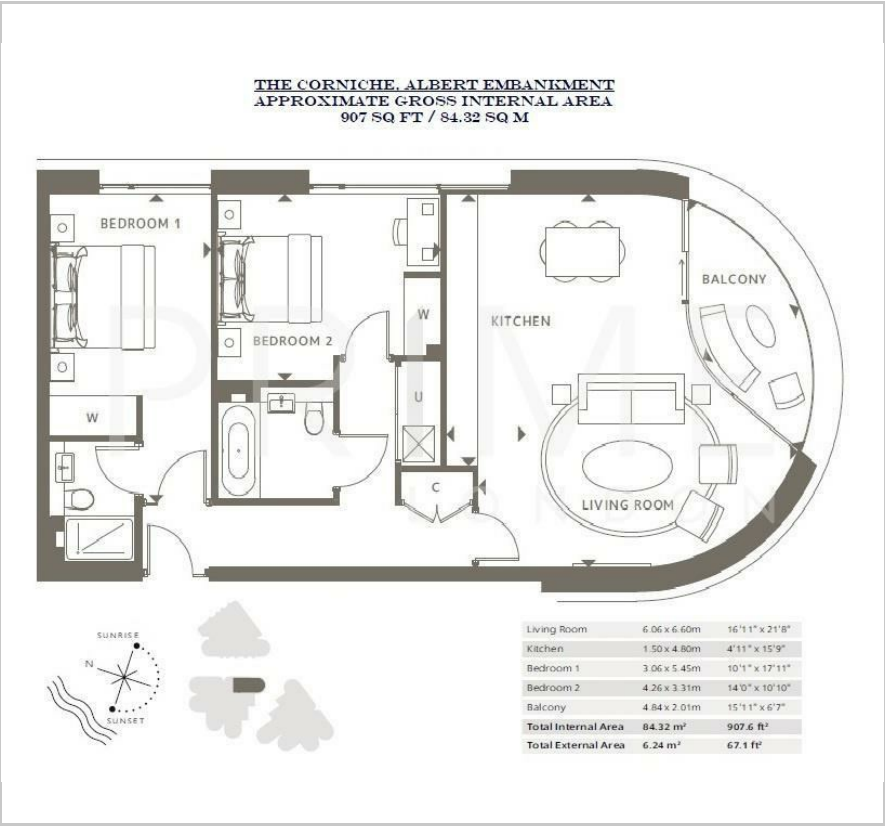 THE CORNICHE, ALBERT EMBANKMENT
APPROXIMATE GROSS INTERNAL AREA
907 SQ FT / 84.32 SQ M
BEDROOM 1
BEDROOM 2
BALCONY
KITCHEN
W
W
U
C
LIVING ROOM
PRIME
LONDON
SUNRISE
N
SUNSET
Living Room 6.06 x 6.60m 16'11" x 21'8"
Kitchen 1.50 x 4.80m 4'11" x 15'9"
Bedroom 1 3.06 x 5.45m 10'1" x 17'11"
Bedroom 2 4.26 x 3.31m 14'0" x 10'10"
Balcony 4.84 x 2.01m 15'11" x 6'7"
Total Internal Area 84.32 m² 907.6 ft²
Total External Area 6.24 m² 67.1 ft²